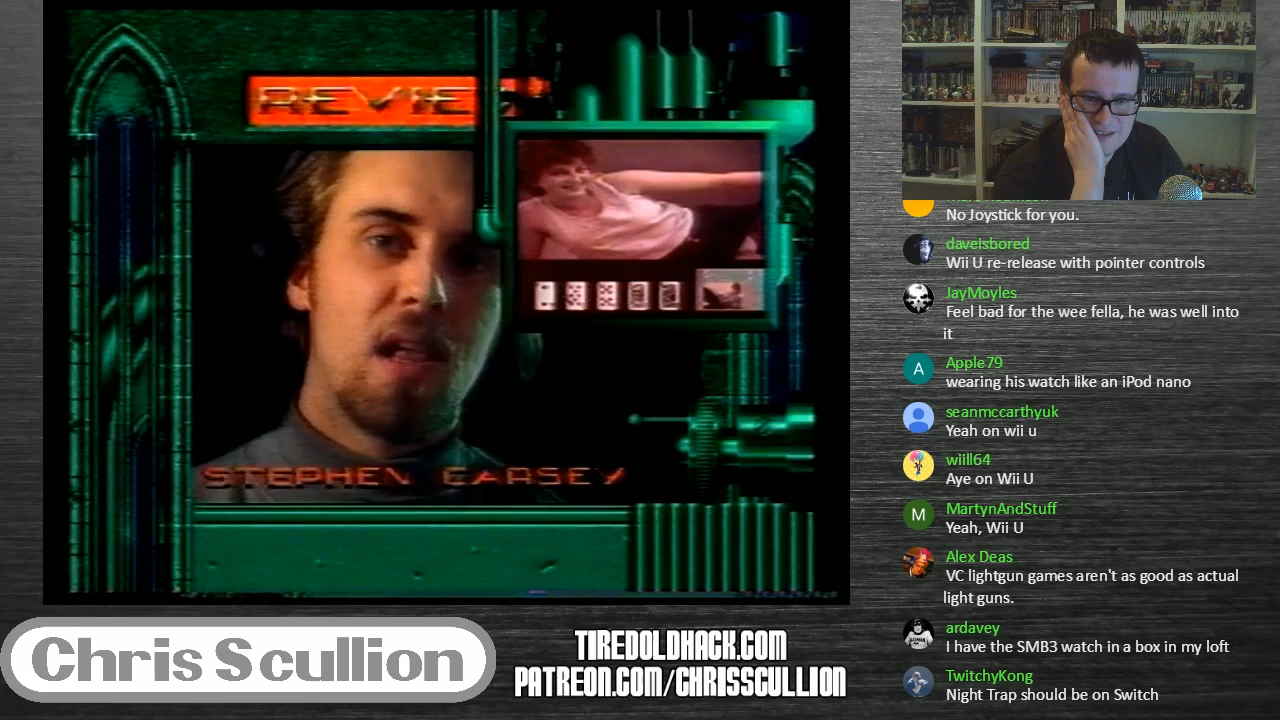 REVIE
STEPHEN CARSEY
No Joystick for you.
daveisbored
Wii U re-release with pointer controls
JayMoyles
Feel bad for the wee fella, he was well into
it
Apple79
A
wearing his watch like an iPod nano
seanmccarthyuk
Yeah on wii u
wiill64
Aye on Wii U
MartynAndStuff
M
Yeah, Wii U
Alex Deas
VC lightgun games aren't as good as actual
light guns.
ardavey
I have the SMB3 watch in a box in my loft
TwitchyKong
Night Trap should be on Switch
Chris Scullion
TIREDOLDHACK.COM
PATREON.COM/CHRISSCULLION